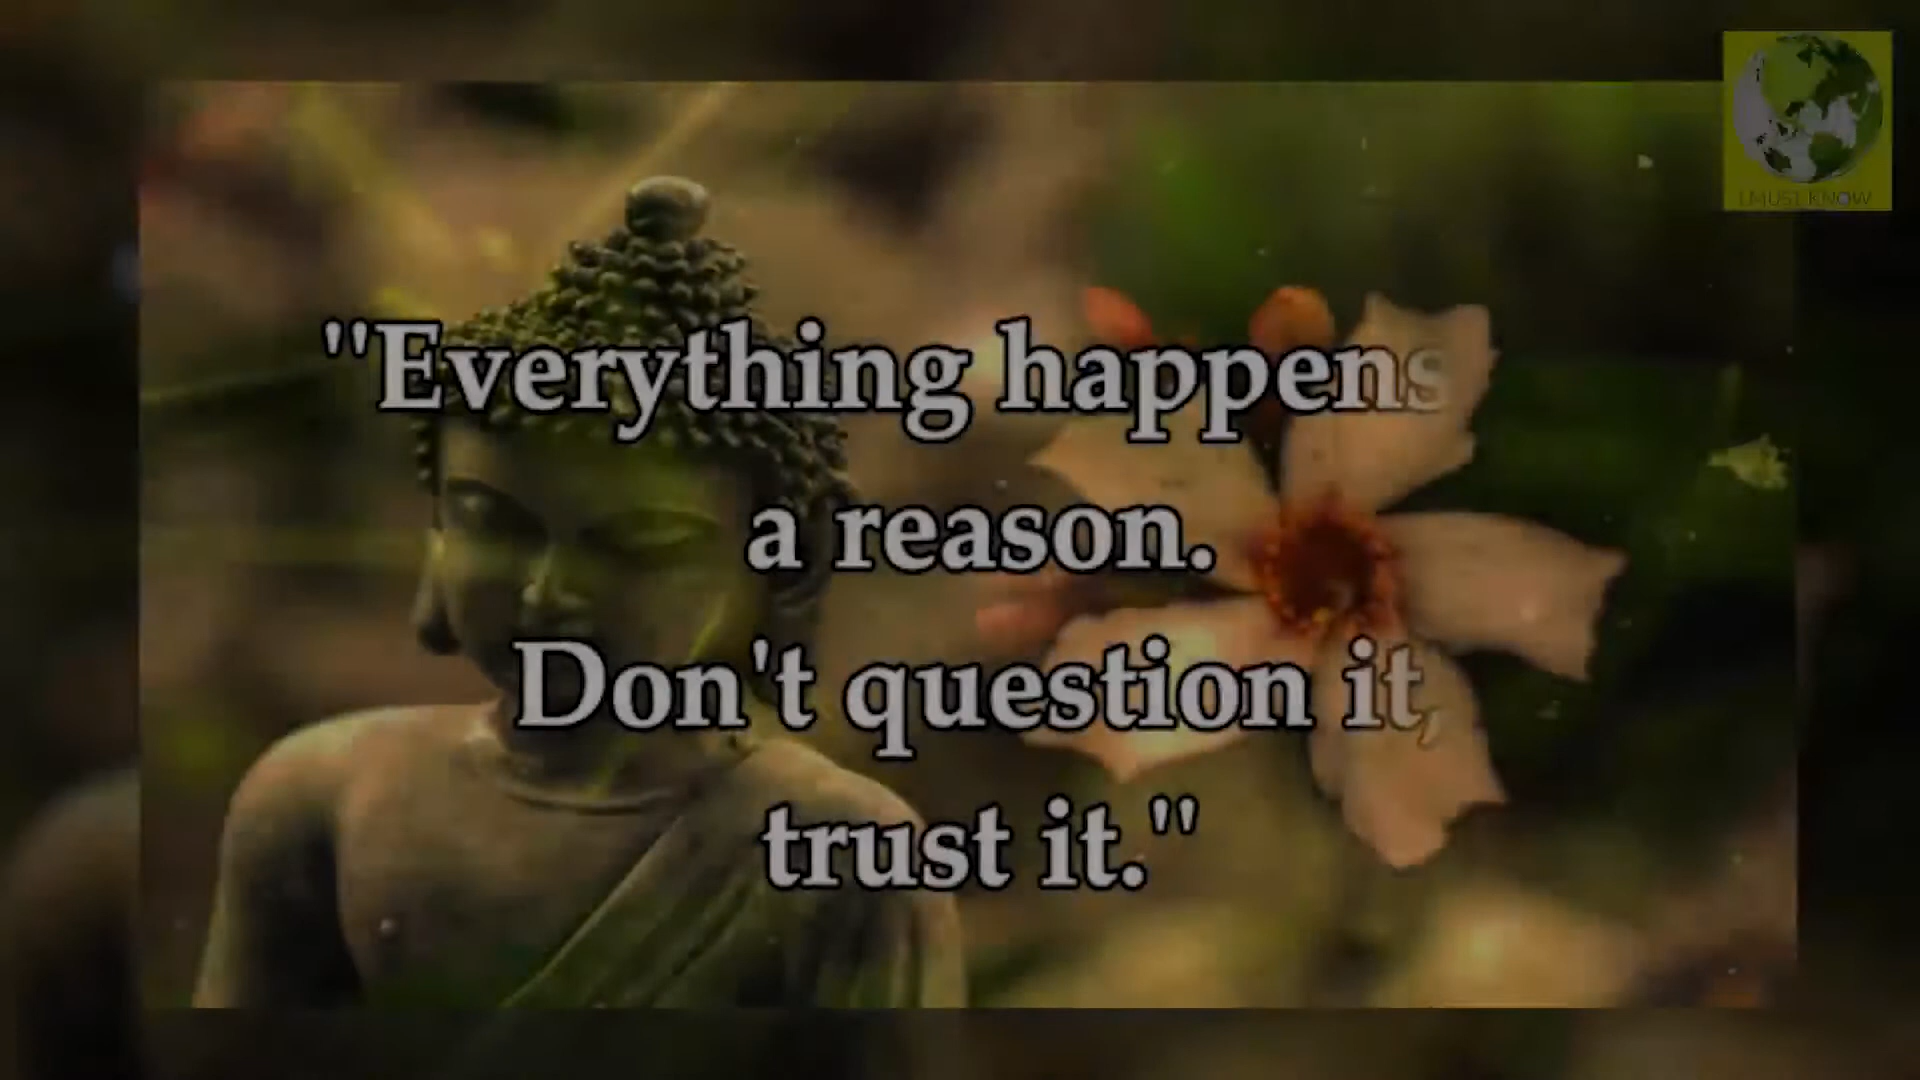 "Everything happens
a reason.
Don't question it,
trust it."
I MUST KNOW